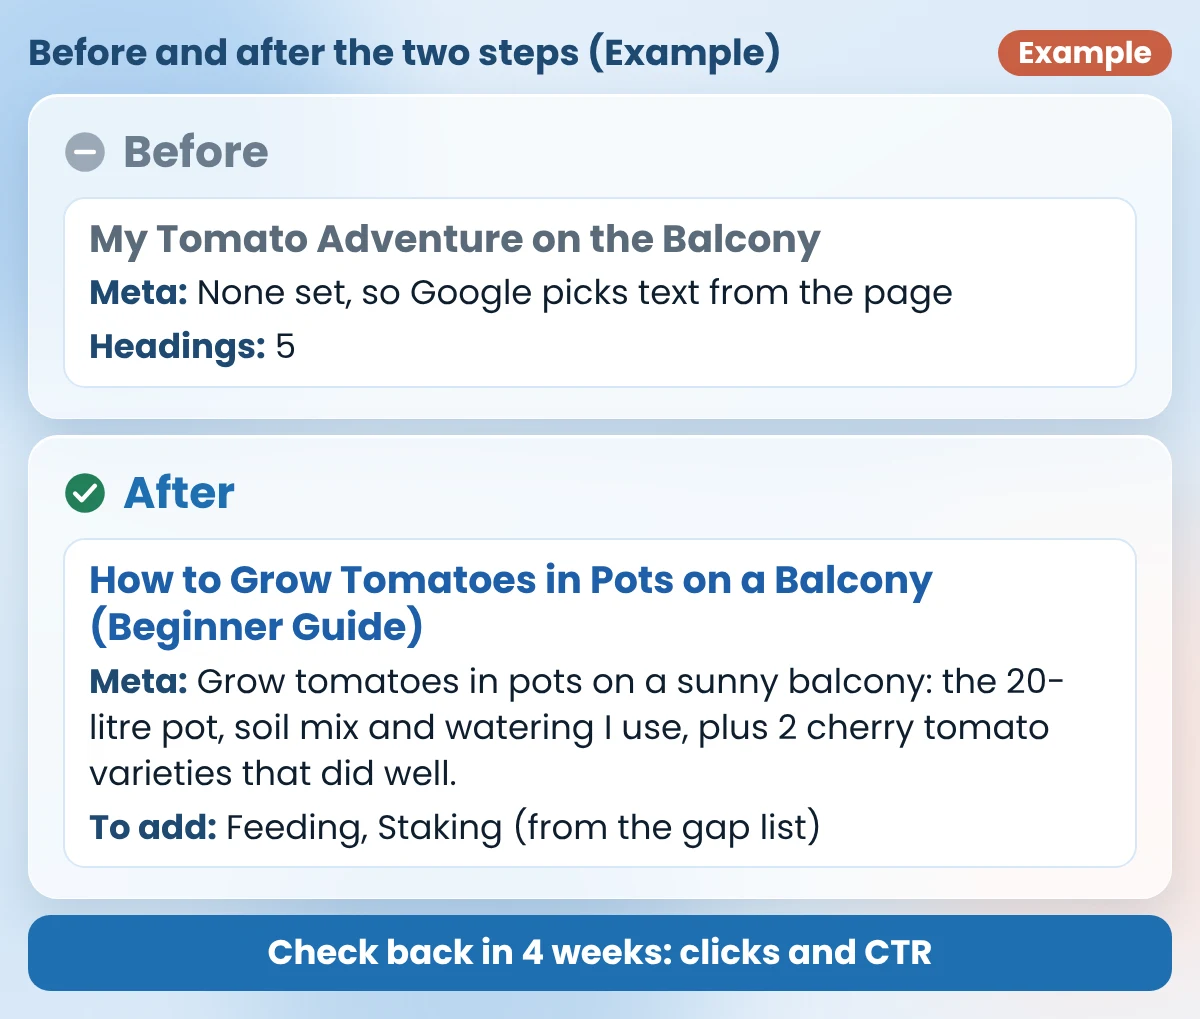 Before and after the two steps (Example)
Example
Before
My Tomato Adventure on the Balcony
Meta: None set, so Google picks text from the page
Headings: 5
After
How to Grow Tomatoes in Pots on a Balcony
(Beginner Guide)
Meta: Grow tomatoes in pots on a sunny balcony: the 20-
litre pot, soil mix and watering I use, plus 2 cherry tomato
varieties that did well.
To add: Feeding, Staking (from the gap list)
Check back in 4 weeks: clicks and CTR